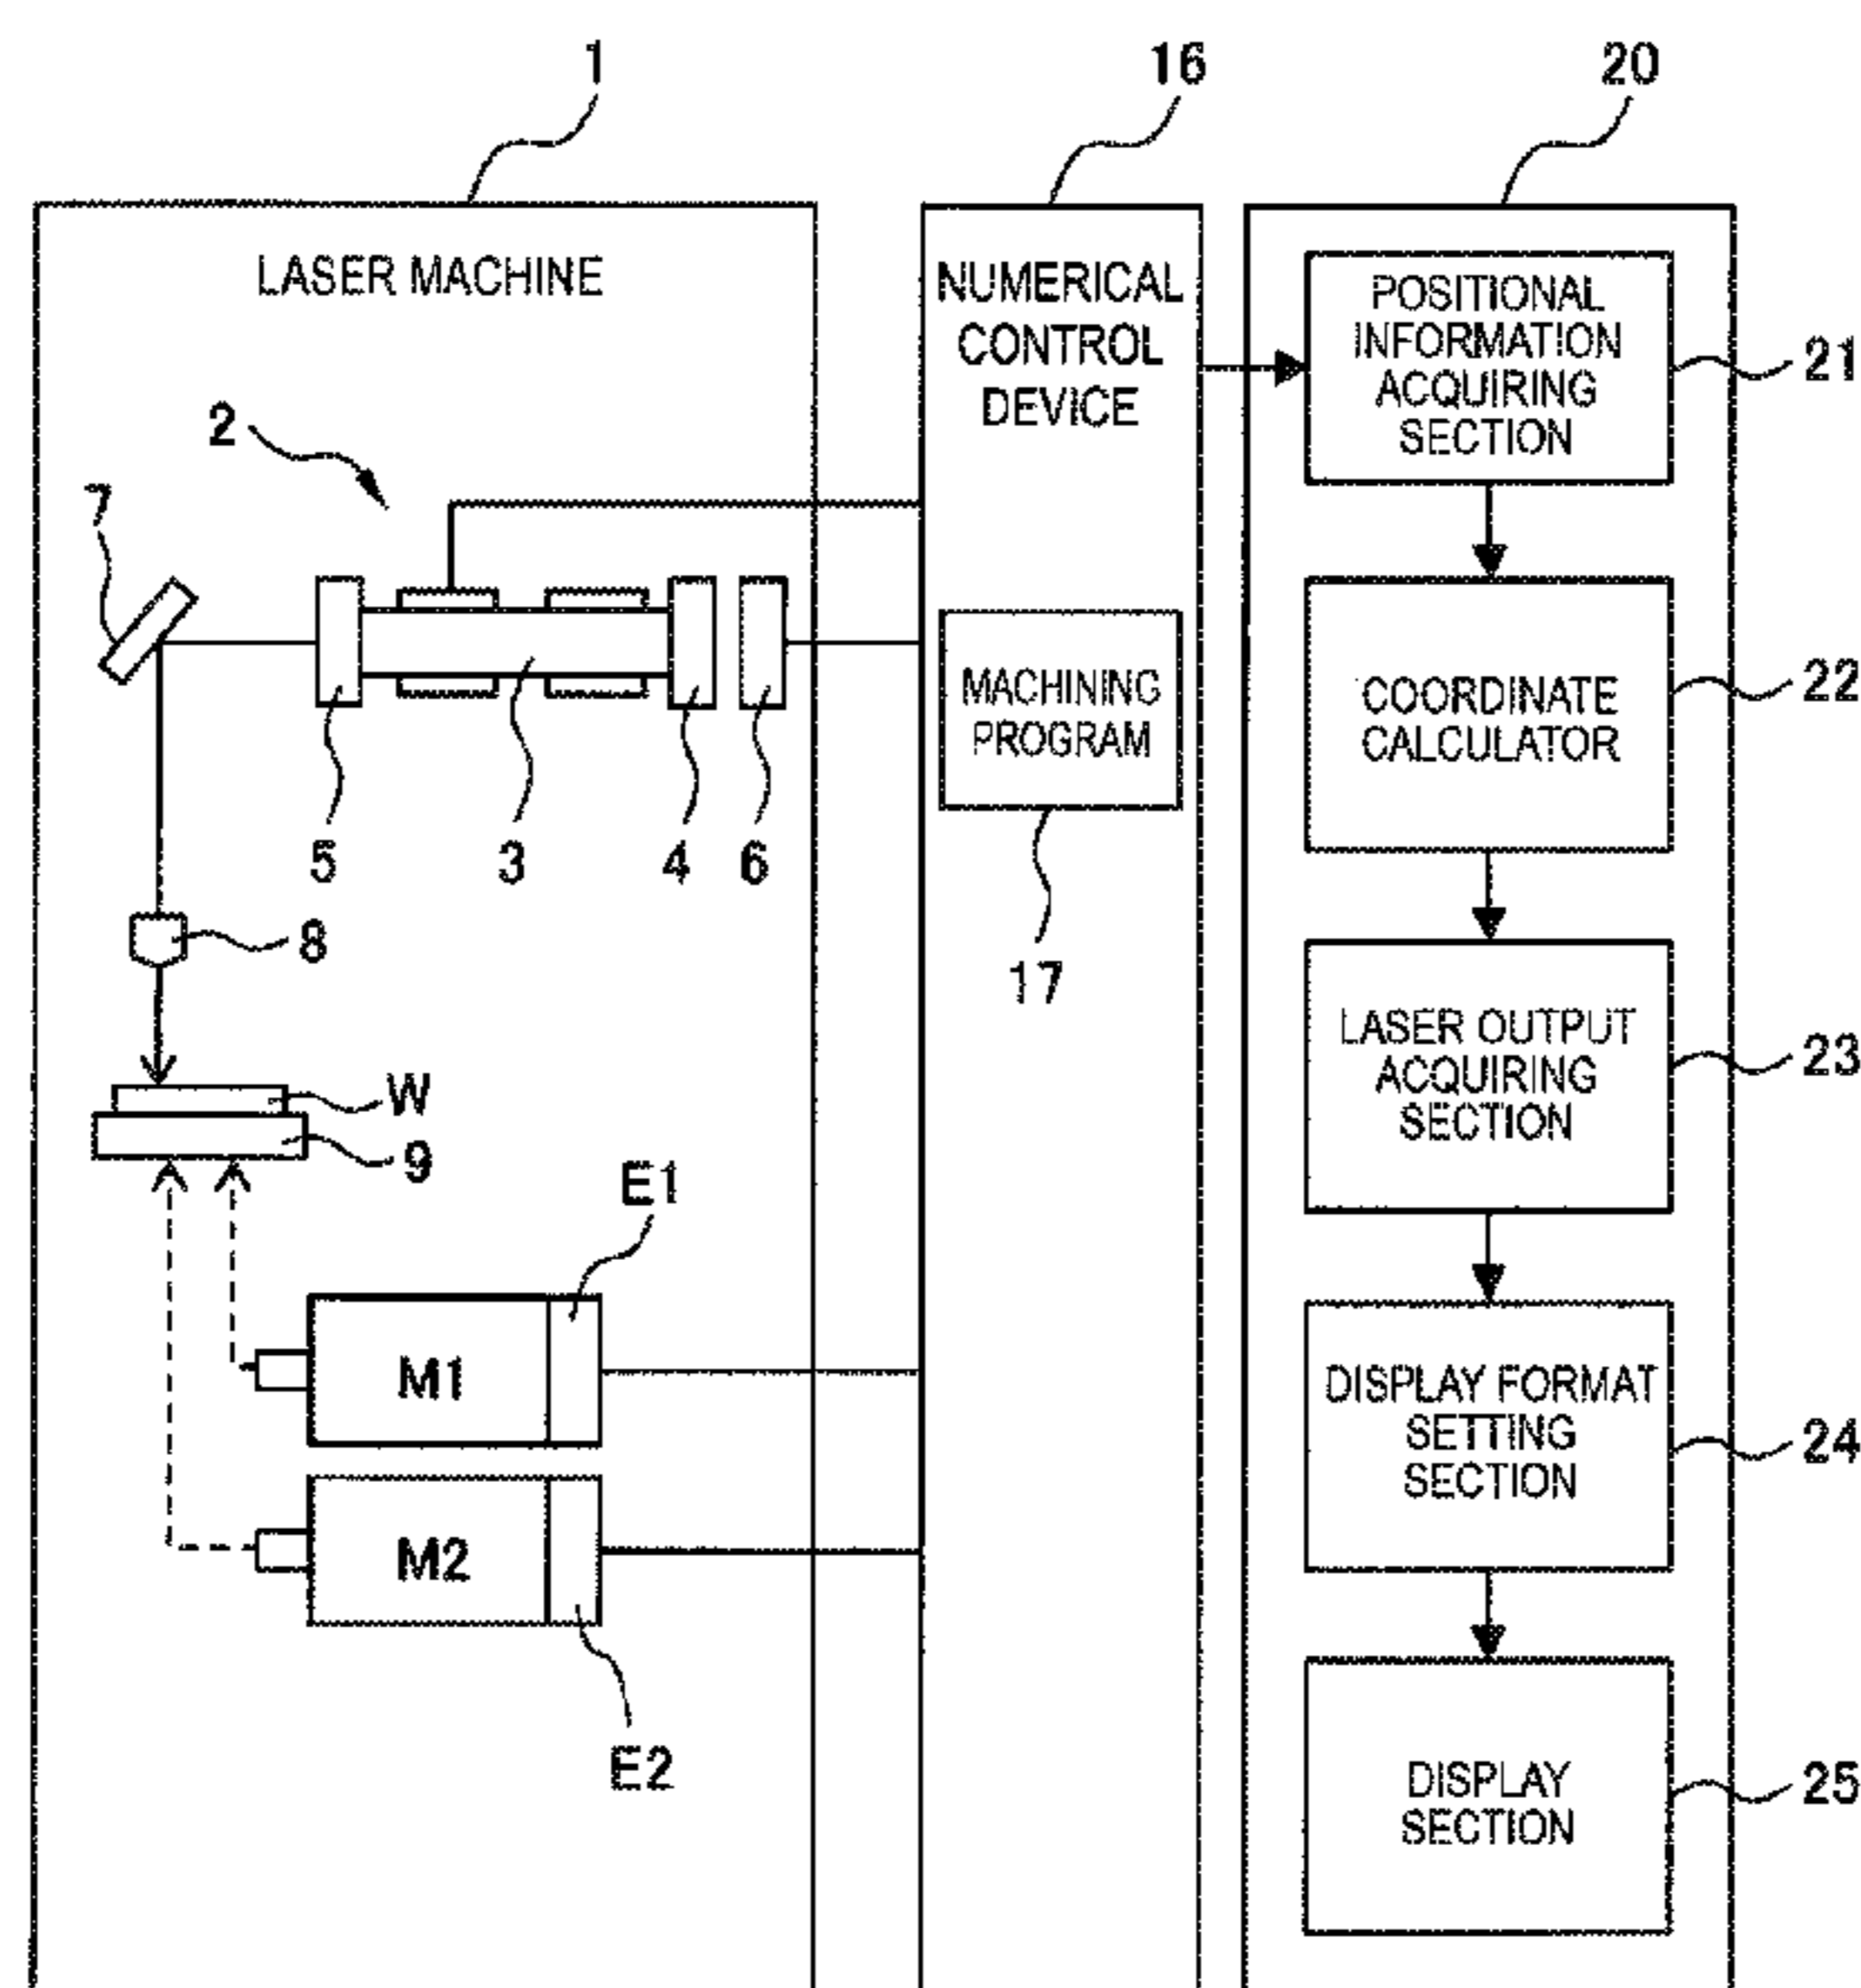 1
16
20
LASER MACHINE
NUMERICAL
CONTROL
DEVICE
POSITIONAL
INFORMATION
ACQUIRING
SECTION
21
2
7
MACHINING
PROGRAM
COORDINATE
CALCULATOR
22
5
3
4
6
8
17
LASER OUTPUT
ACQUIRING
SECTION
23
W
9
E1
M1
DISPLAY FORMAT
SETTING
SECTION
24
M2
E2
DISPLAY
SECTION
25